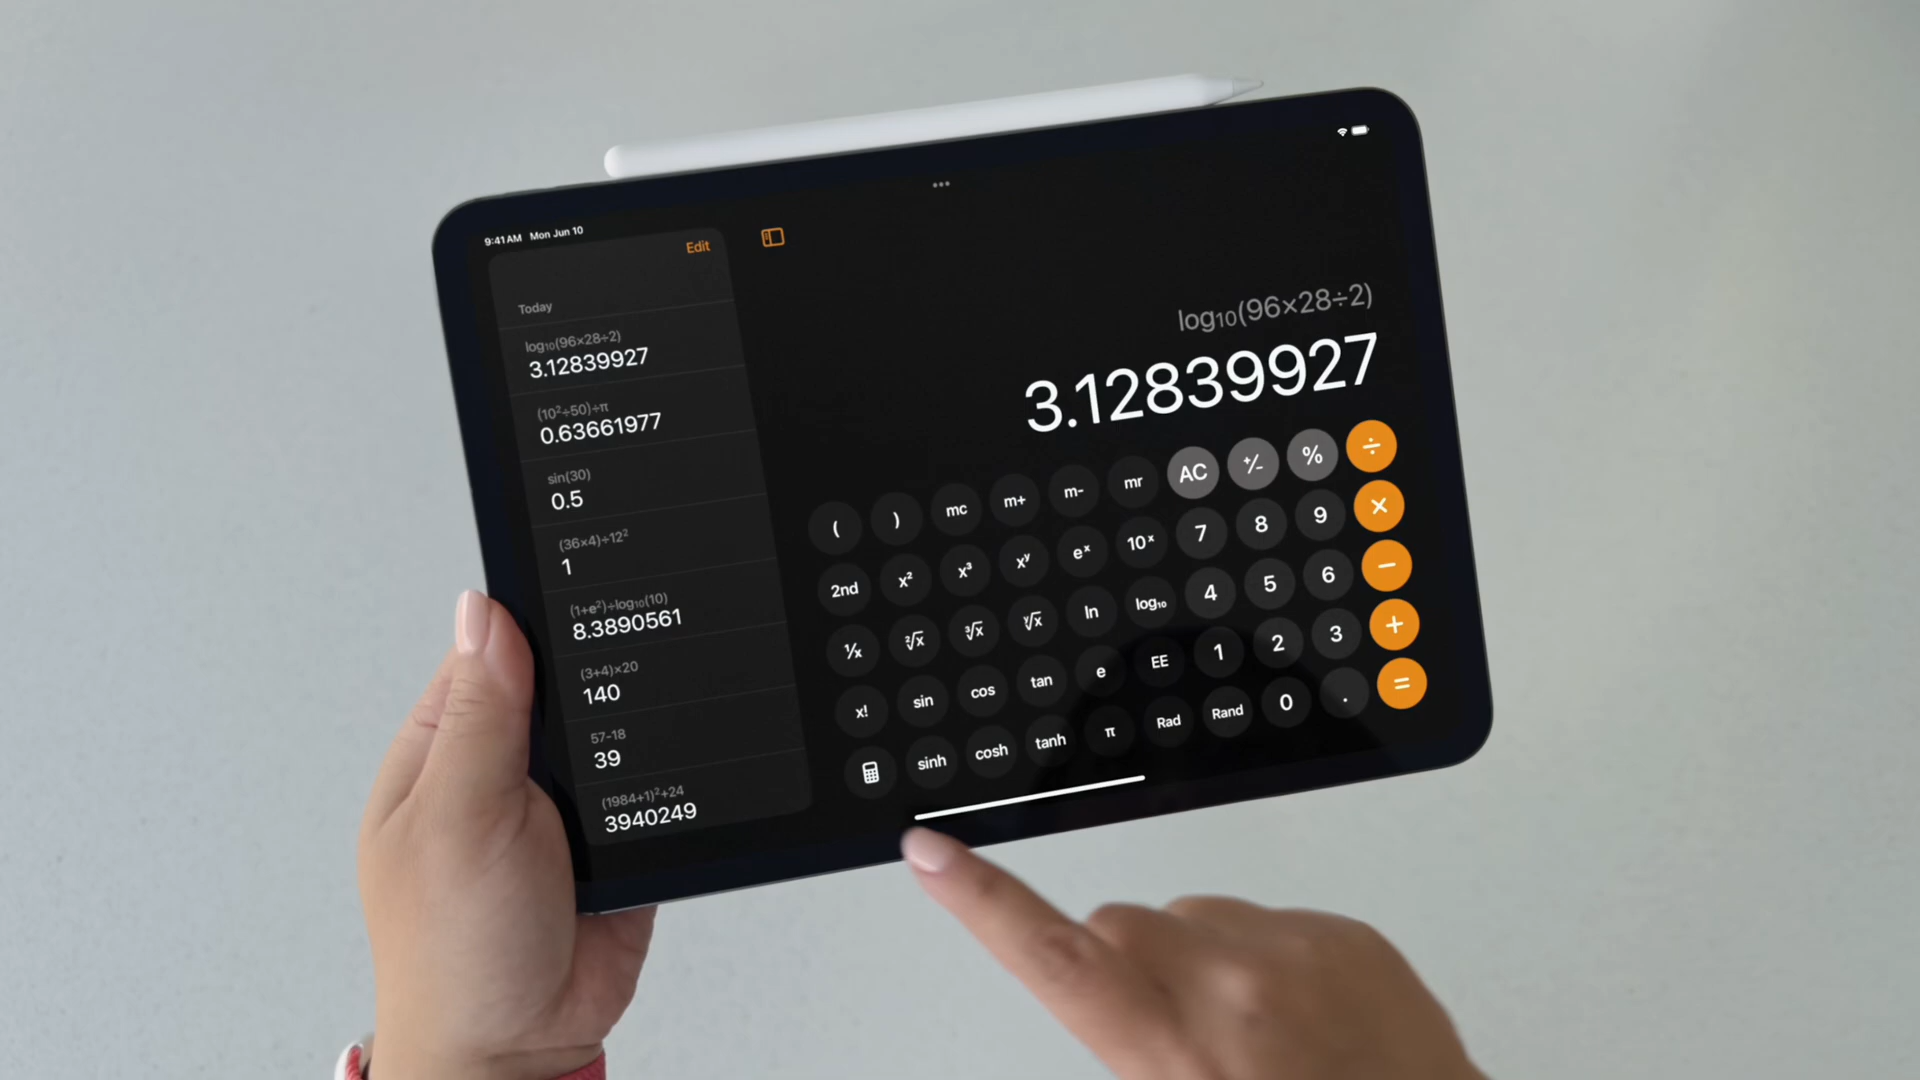 9:41 AM Mon Jun 10
Edit
Today
log₁₀(96×28÷2)
3.12839927
(10²÷50)÷π
0.63661977
sin(30)
0.5
(36×4)÷12²
1
(1+e²)÷log₁₀(10)
8.3890561
(3+4)×20
140
57-18
39
(1984+1)²+24
3940249
log₁₀(96×28÷2)
3.12839927
( ) mc m+ m- mr AC +/- % ÷
2nd x² x³ xʸ eˣ 10ˣ 7 8 9 ×
¹/x ²√x ³√x ʸ√x ln log₁₀ 4 5 6 −
x! sin cos tan e EE 1 2 3 +
sinh cosh tanh π Rad Rand 0 . =